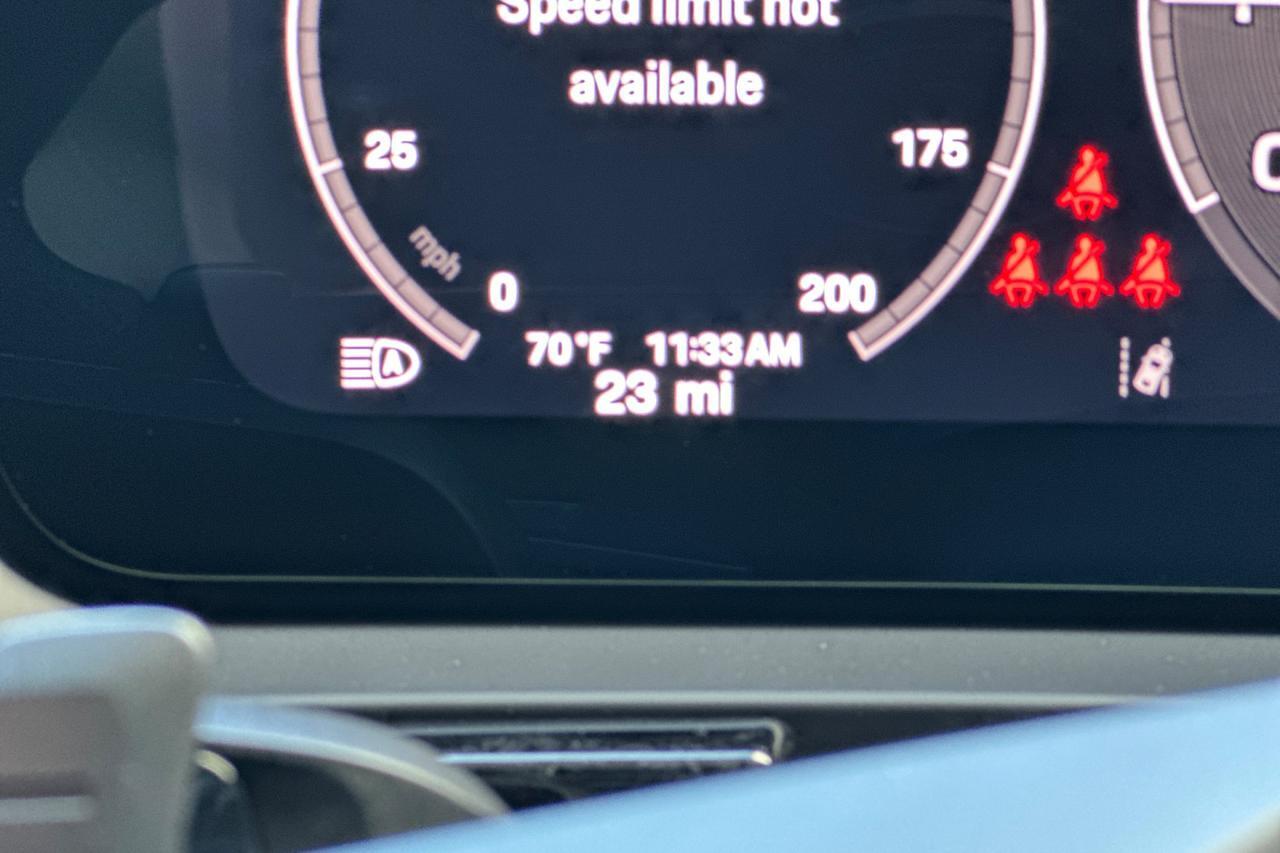 Speed limit not
available
25
175
mph
0
200
A
70°F 11:33AM
23 mi